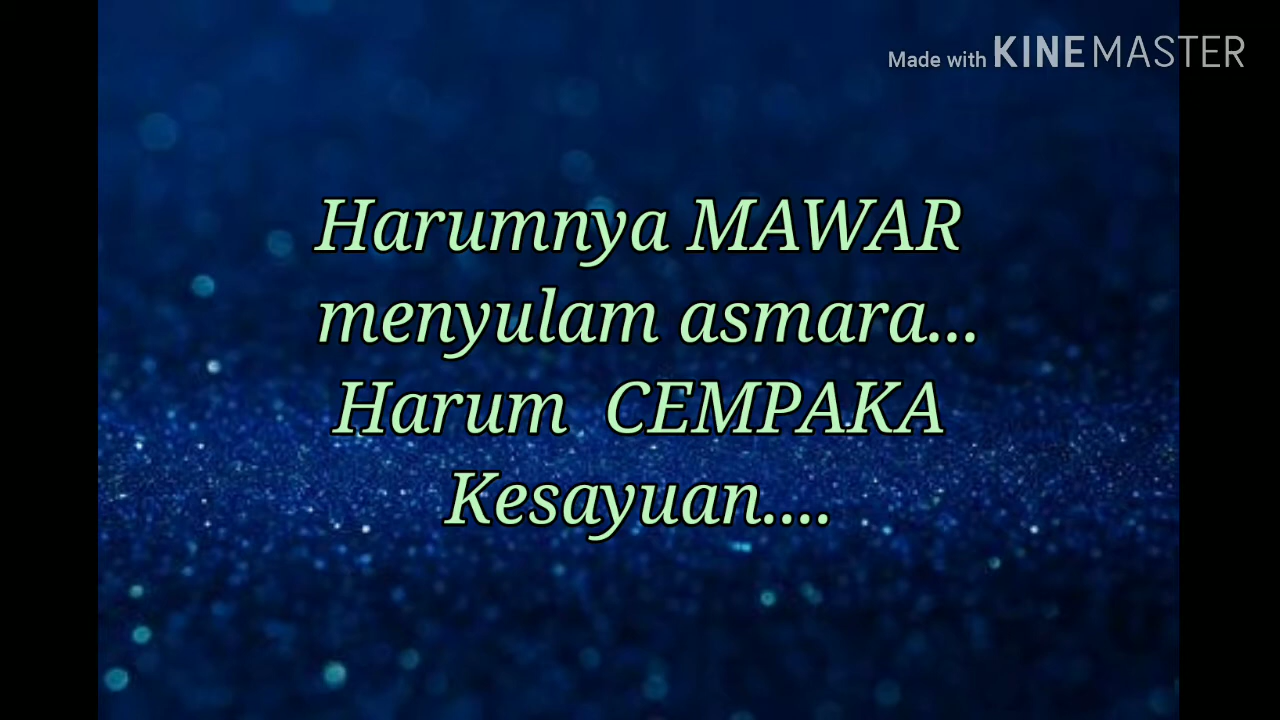 Made with KINEMASTER
Harumnya MAWAR
menyulam asmara...
Harum CEMPAKA
Kesayuan....